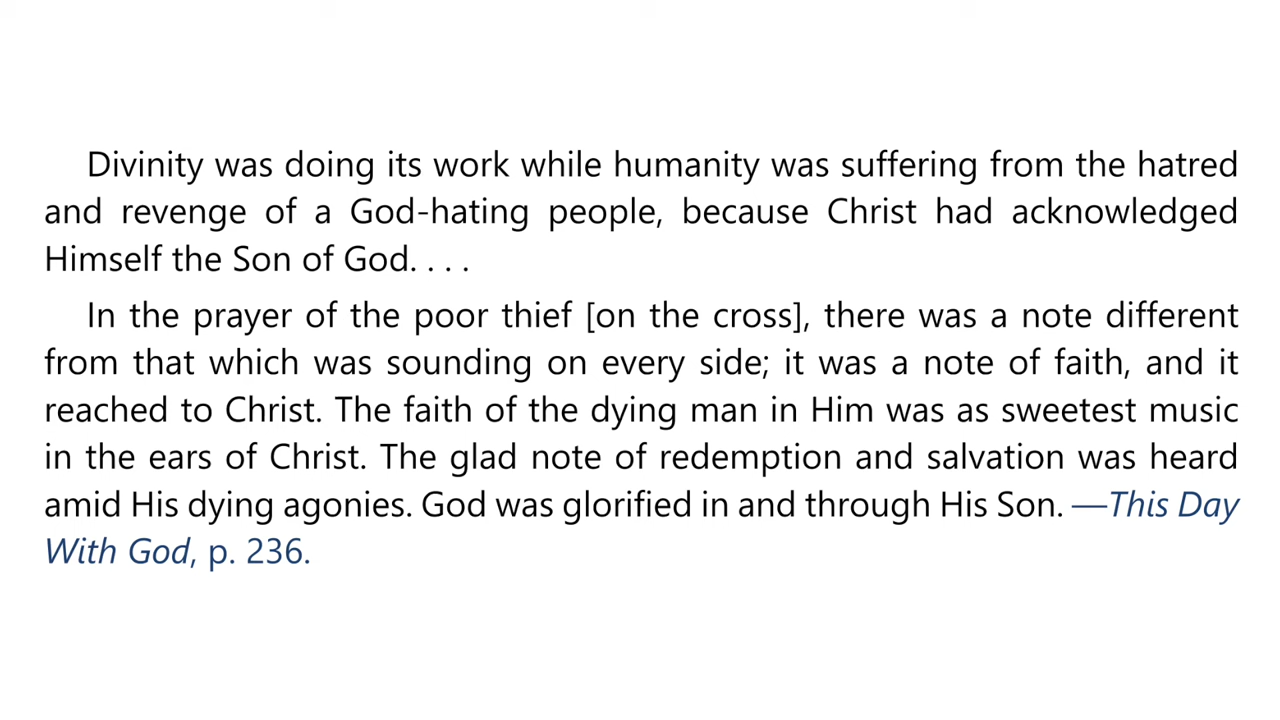 Divinity was doing its work while humanity was suffering from the hatred
and revenge of a God-hating people, because Christ had acknowledged
Himself the Son of God. . . .
In the prayer of the poor thief [on the cross], there was a note different
from that which was sounding on every side; it was a note of faith, and it
reached to Christ. The faith of the dying man in Him was as sweetest music
in the ears of Christ. The glad note of redemption and salvation was heard
amid His dying agonies. God was glorified in and through His Son. —This Day
With God, p. 236.